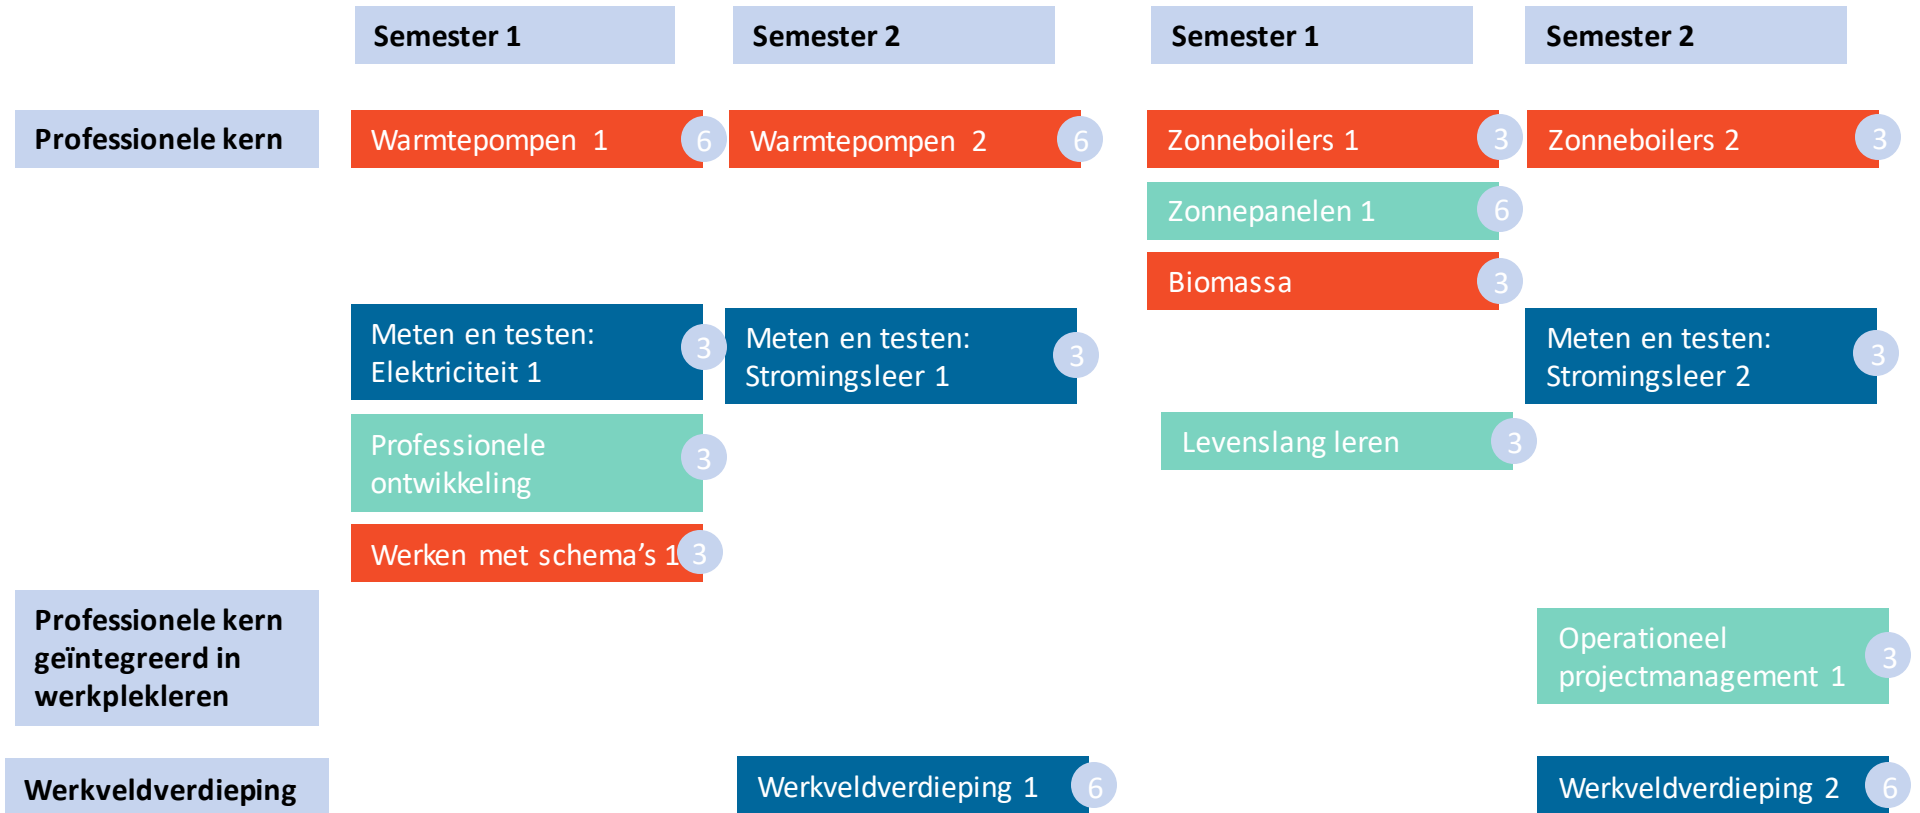 Semester 1
Semester 2
Semester 1
Semester 2
Professionele kern
Warmtepompen 1
6
Warmtepompen 2
6
Zonneboilers 1
3
Zonneboilers 2
3
Zonnepanelen 1
6
Biomassa
3
Meten en testen:
Elektriciteit 1
3
Meten en testen:
Stromingsleer 1
3
Meten en testen:
Stromingsleer 2
3
Professionele
ontwikkeling
3
Levenslang leren
3
Werken met schema’s 1
3
Professionele kern
geïntegreerd in
werkplekleren
Operationeel
projectmanagement 1
3
Werkveldverdieping
Werkveldverdieping 1
6
Werkveldverdieping 2
6